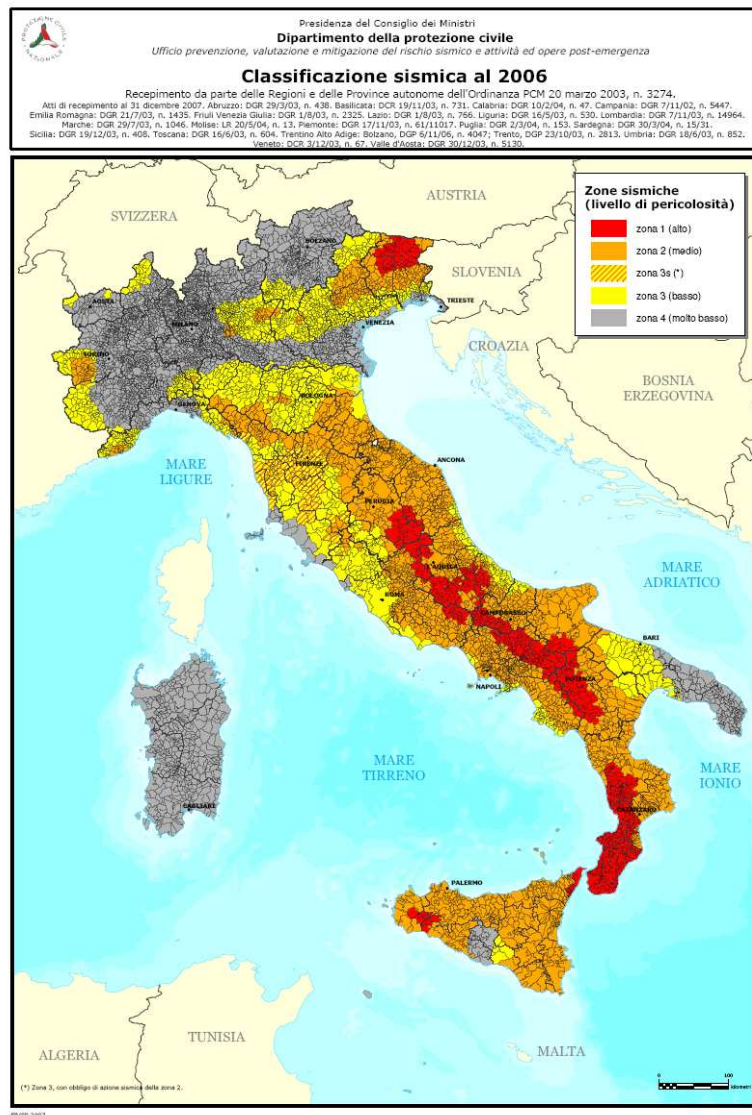 PROTEZIONE CIVILE
NAZIONALE
Presidenza del Consiglio dei Ministri
Dipartimento della protezione civile
Ufficio prevenzione, valutazione e mitigazione del rischio sismico e attività ed opere post-emergenza
Classificazione sismica al 2006
Recepimento da parte delle Regioni e delle Province autonome dell'Ordinanza PCM 20 marzo 2003, n. 3274.
Atti di recepimento al 31 dicembre 2007. Abruzzo: DGR 29/3/03, n. 438. Basilicata: DCR 19/11/03, n. 731. Calabria: DGR 10/2/04, n. 47. Campania: DGR 7/11/02, n. 5447.
Emilia Romagna: DGR 21/7/03, n. 1435. Friuli Venezia Giulia: DGR 1/8/03, n. 2325. Lazio: DGR 1/8/03, n. 766. Liguria: DGR 16/5/03, n. 530. Lombardia: DGR 7/11/03, n. 14964.
Marche: DGR 29/7/03, n. 1046. Molise: LR 20/5/04, n. 13. Piemonte: DGR 17/11/03, n. 61/11017. Puglia: DGR 2/3/04, n. 153. Sardegna: DGR 30/3/04, n. 15/31.
Sicilia: DGR 19/12/03, n. 408. Toscana: DGR 16/6/03, n. 604. Trentino Alto Adige: Bolzano, DGP 6/11/06, n. 4047; Trento, DGP 23/10/03, n. 2813. Umbria: DGR 18/6/03, n. 852.
Veneto: DCR 3/12/03, n. 67. Valle d'Aosta: DGR 30/12/03, n. 5130.
Zone sismiche
(livello di pericolosità)
zona 1 (alto)
zona 2 (medio)
zona 3s (*)
zona 3 (basso)
zona 4 (molto basso)
AUSTRIA
SVIZZERA
BOLZANO
SLOVENIA
AOSTA
TRIESTE
MILANO
VENEZIA
CROAZIA
TORINO
BOSNIA
ERZEGOVINA
BOLOGNA
GENOVA
FIRENZE
ANCONA
MARE
LIGURE
PERUGIA
L'AQUILA
MARE
ADRIATICO
ROMA
CAMPOBASSO
BARI
NAPOLI
POTENZA
MARE
TIRRENO
MARE
IONIO
CAGLIARI
CATANZARO
PALERMO
TUNISIA
ALGERIA
MALTA
(*) Zona 3, con obbligo di azione sismica della zona 2.
0 100
kilometri